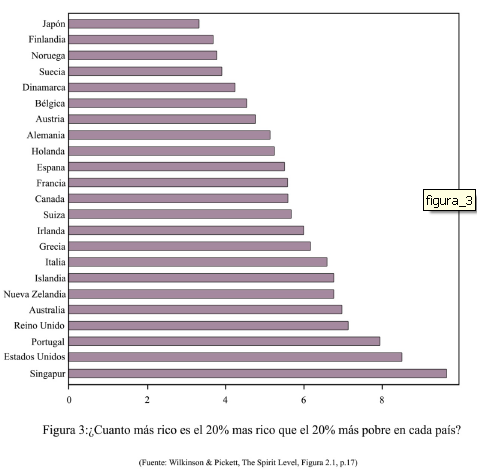 Japón
Finlandia
Noruega
Suecia
Dinamarca
Bélgica
Austria
Alemania
Holanda
Espana
Francia
Canada
figura_3
Suiza
Irlanda
Grecia
Italia
Islandia
Nueva Zelandia
Australia
Reino Unido
Portugal
Estados Unidos
Singapur
0 2 4 6 8
Figura 3:¿Cuanto más rico es el 20% mas rico que el 20% más pobre en cada país?
(Fuente: Wilkinson & Pickett, The Spirit Level, Figura 2.1, p.17)